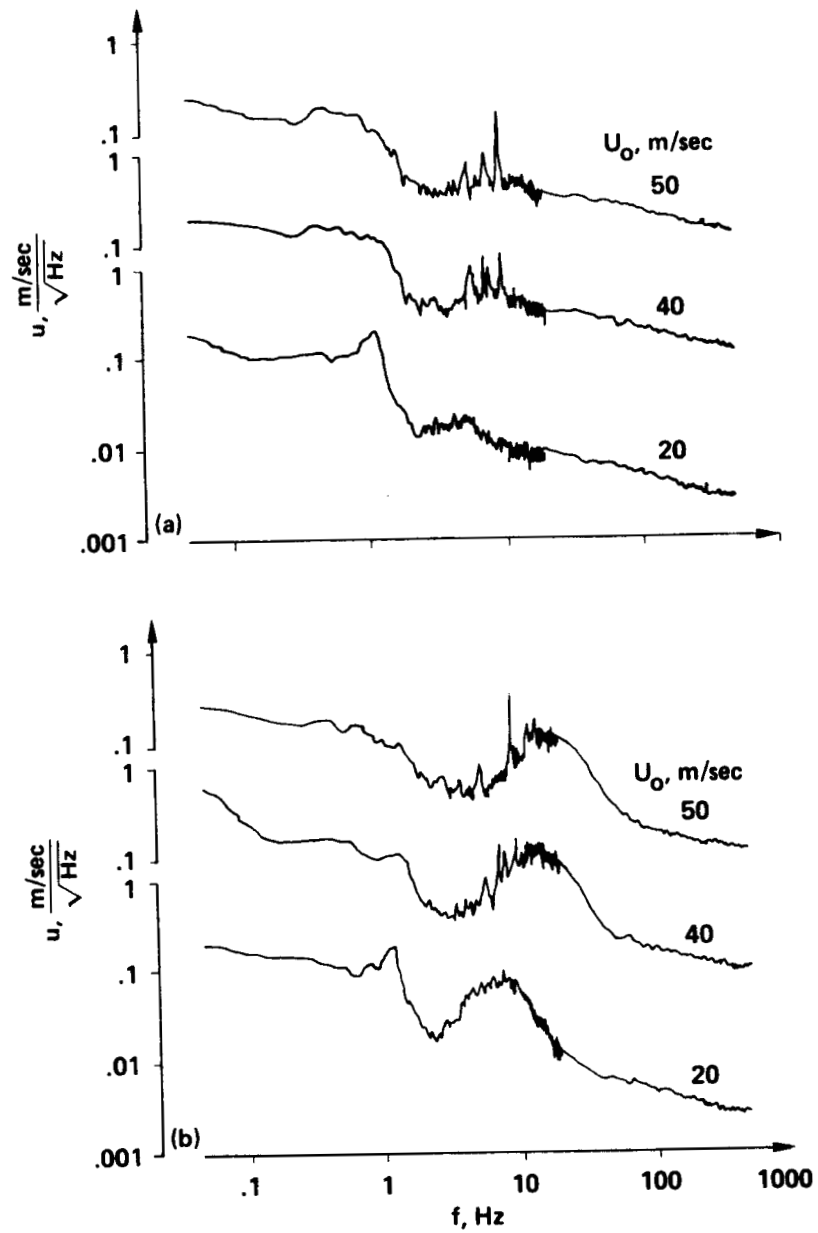 1
.1
1
.1
1
.1
.01
.001
u, m/sec
√Hz
(a)
U₀, m/sec
50
40
20
1
.1
1
.1
1
.1
.01
.001
u, m/sec
√Hz
(b)
U₀, m/sec
50
40
20
.1 1 10 100 1000
f, Hz